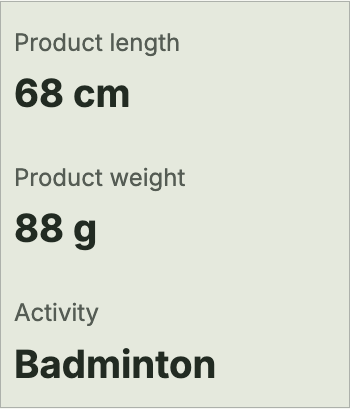 Product length
68 cm
Product weight
88 g
Activity
Badminton